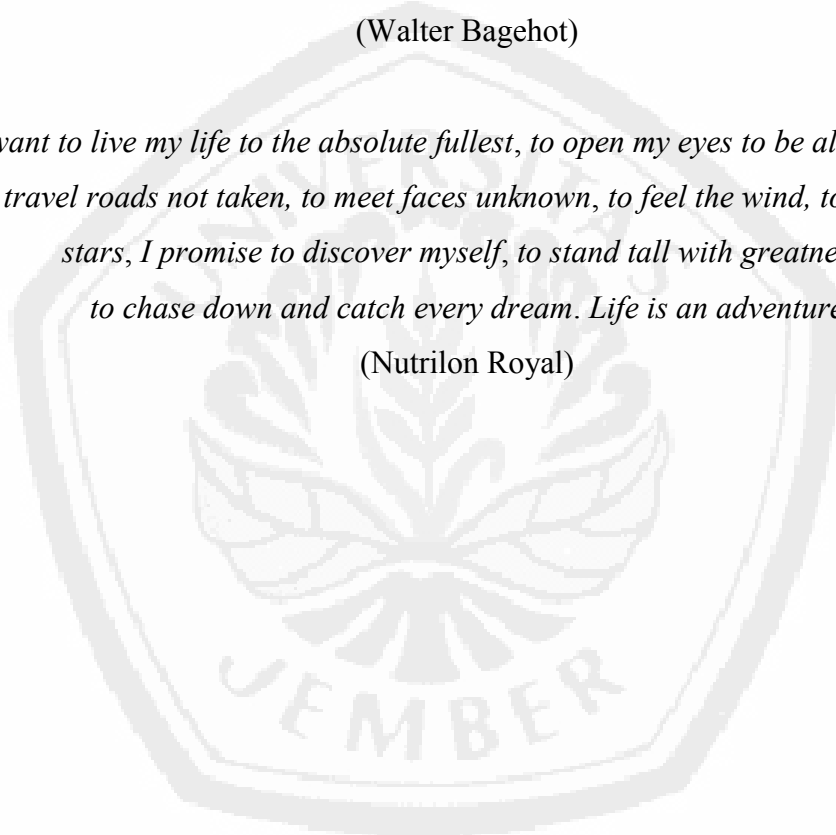 (Walter Bagehot)
want to live my life to the absolute fullest, to open my eyes to be al
travel roads not taken, to meet faces unknown, to feel the wind, to
stars, I promise to discover myself, to stand tall with greatne
to chase down and catch every dream. Life is an adventure
(Nutrilon Royal)
UNIVERSITAS
JEMBER